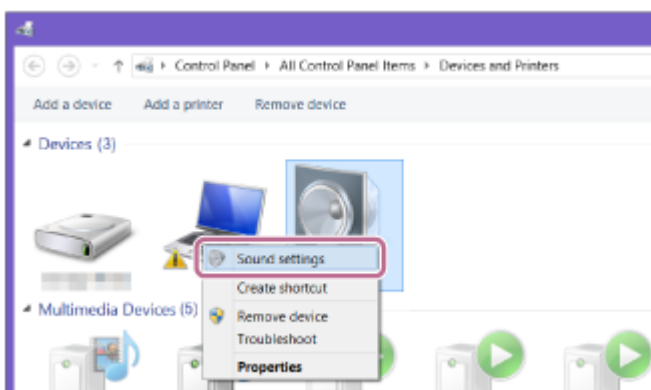 Control Panel All Control Panel Items Devices and Printers
Add a device Add a printer Remove device
Devices (3)
Sound settings
Create shortcut
Multimedia Devices (5)
Remove device
Troubleshoot
Properties